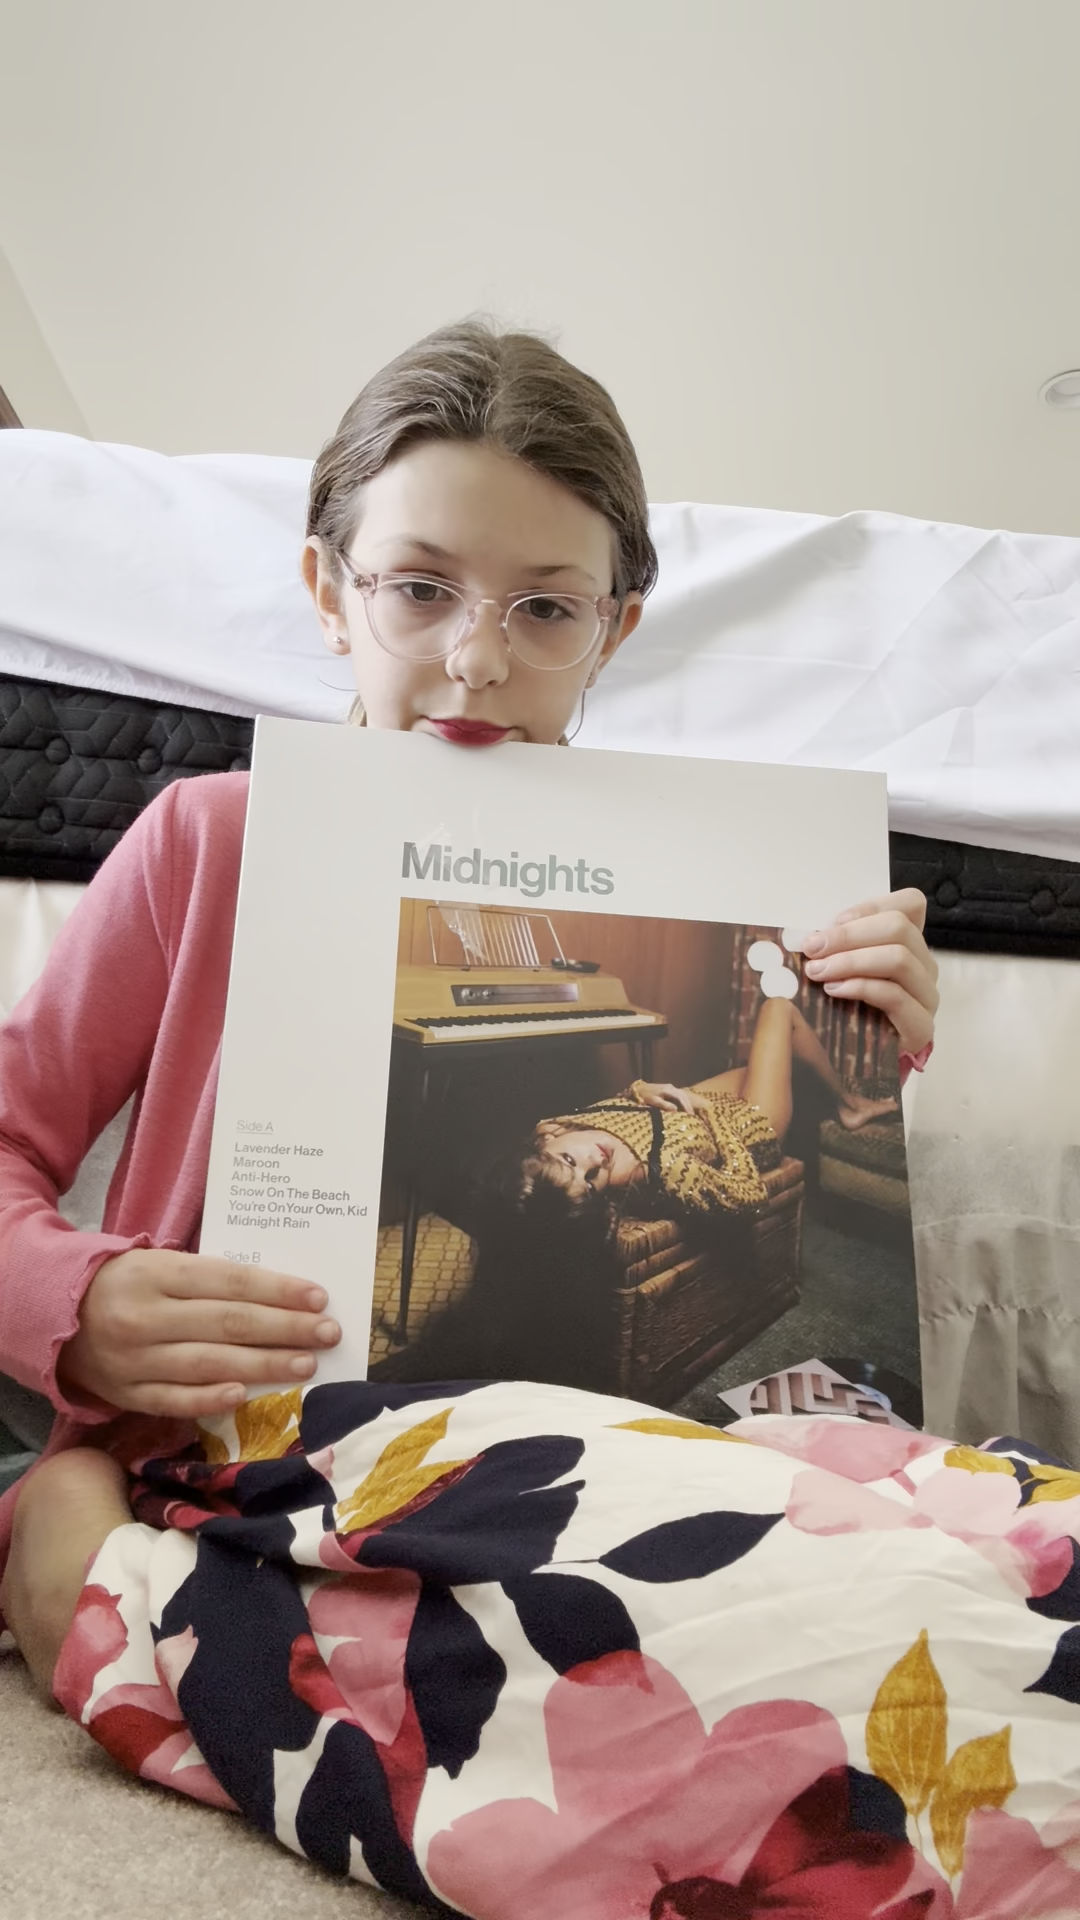 Midnights
Side A
Lavender Haze
Maroon
Anti-Hero
Snow On The Beach
You're On Your Own, Kid
Midnight Rain
Side B